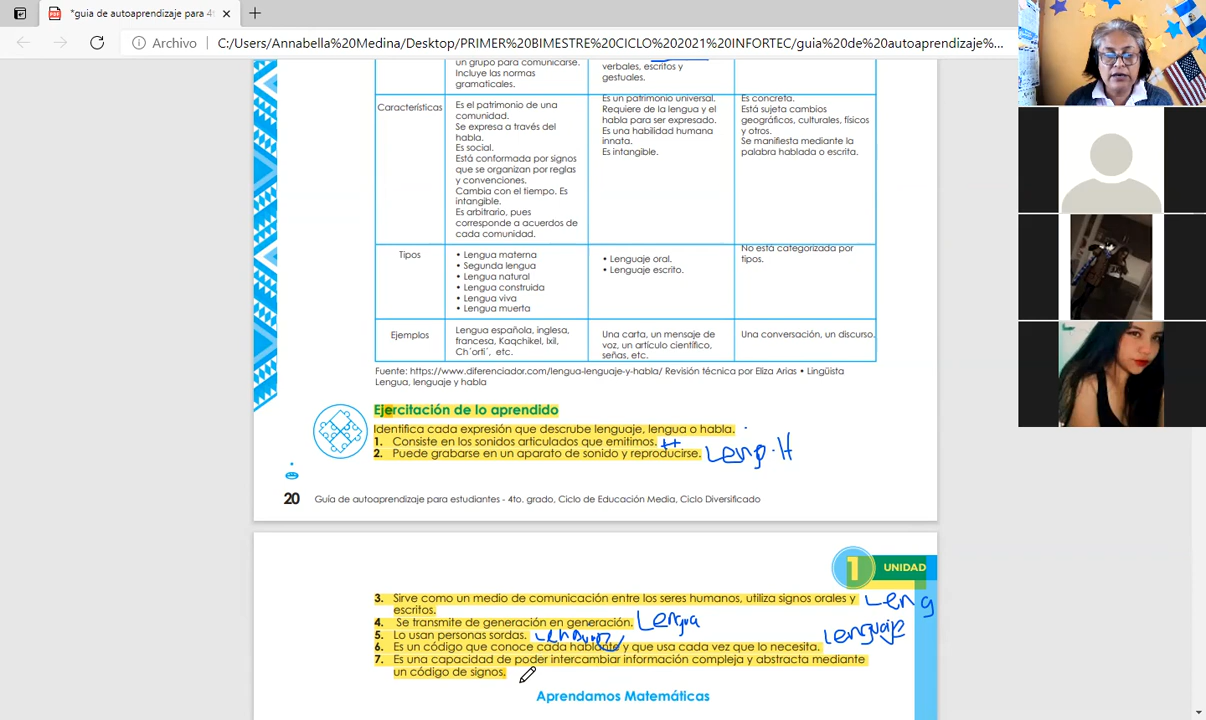 *guia de autoaprendizaje para 4t
Archivo
C:/Users/Annabella%20Medina/Desktop/PRIMER%20BIMESTRE%20CICLO%202021%20INFORTEC/guia%20de%20autoaprendizaje%...
un grupo para comunicarse.
Incluye las normas
gramaticales.
verbales, escritos y
gestuales.
Características
Es el patrimonio de una
comunidad.
Se expresa a través del
habla.
Es social.
Está conformada por signos
que se organizan por reglas
y convenciones.
Cambia con el tiempo. Es
intangible.
Es arbitrario, pues
corresponde a acuerdos de
cada comunidad.
Es un patrimonio universal.
Requiere de la lengua y el
habla para ser expresado.
Es una habilidad humana
innata.
Es intangible.
Es concreta.
Está sujeta cambios
geográficos, culturales, físicos
y otros.
Se manifiesta mediante la
palabra hablada o escrita.
Tipos
• Lengua materna
• Segunda lengua
• Lengua natural
• Lengua construida
• Lengua viva
• Lengua muerta
• Lenguaje oral.
• Lenguaje escrito.
No está categorizada por
tipos.
Ejemplos
Lengua española, inglesa,
francesa, Kaqchikel, Ixil,
Ch´orti´, etc.
Una carta, un mensaje de
voz, un artículo científico,
señas, etc.
Una conversación, un discurso.
Fuente: https://www.diferenciador.com/lengua-lenguaje-y-habla/ Revisión técnica por Eliza Arias • Lingüista
Lengua, lenguaje y habla
Ejercitación de lo aprendido
Identifica cada expresión que descrube lenguaje, lengua o habla.
1. Consiste en los sonidos articulados que emitimos. H
2. Puede grabarse en un aparato de sonido y reproducirse. Leng.H
20 Guía de autoaprendizaje para estudiantes - 4to. grado, Ciclo de Educación Media, Ciclo Diversificado
1 UNIDAD
3. Sirve como un medio de comunicación entre los seres humanos, utiliza signos orales y Leng
escritos.
4. Se transmite de generación en generación. Lengua
5. Lo usan personas sordas.
6. Es un código que conoce cada hablante y que usa cada vez que lo necesita. Lenguaje
7. Es una capacidad de poder intercambiar información compleja y abstracta mediante
un código de signos.
Aprendamos Matemáticas